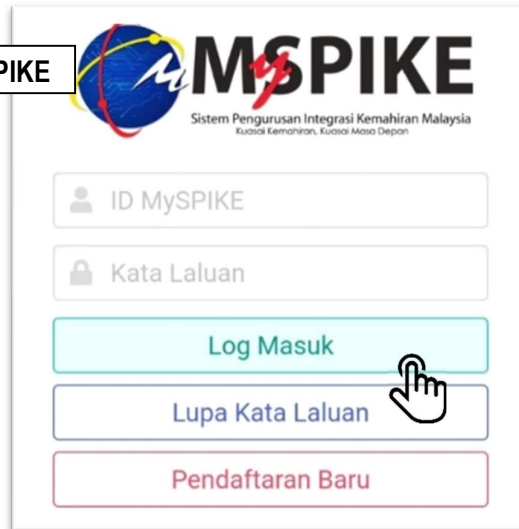 PIKE
MySPIKE
Sistem Pengurusan Integrasi Kemahiran Malaysia
Kuasai Kemahiran, Kuasai Masa Depan
ID MySPIKE
Kata Laluan
Log Masuk
Lupa Kata Laluan
Pendaftaran Baru